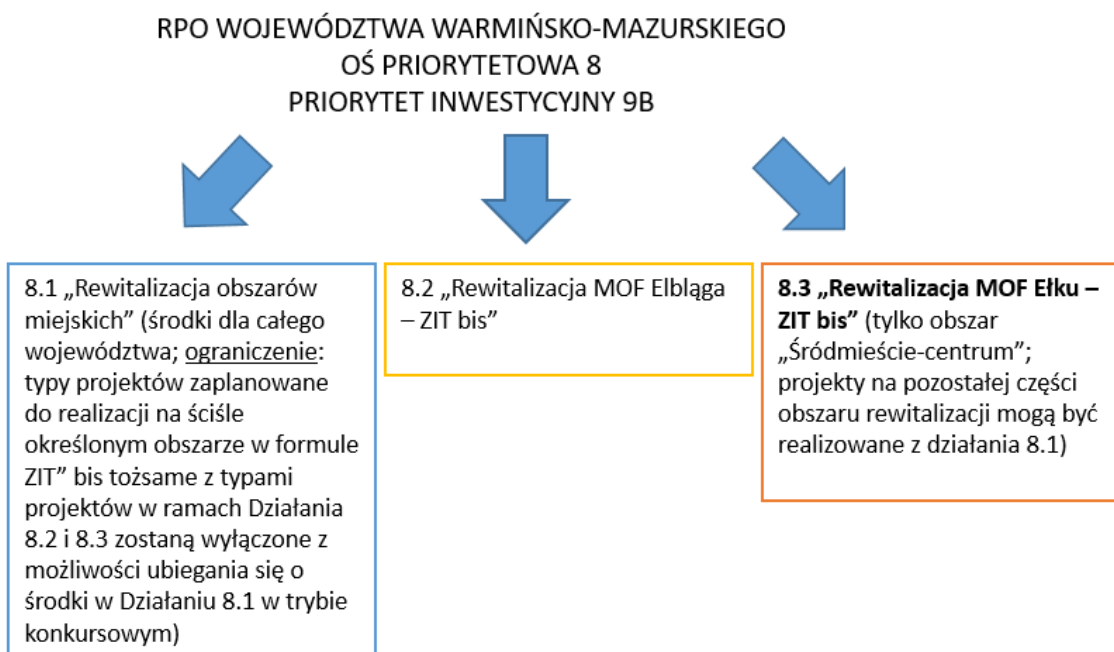 RPO WOJEWÓDZTWA WARMIŃSKO-MAZURSKIEGO
OŚ PRIORYTETOWA 8
PRIORYTET INWESTYCYJNY 9B
8.1 „Rewitalizacja obszarów
miejskich” (środki dla całego
województwa; ograniczenie:
typy projektów zaplanowane
do realizacji na ściśle
określonym obszarze w formule
ZIT” bis tożsame z typami
projektów w ramach Działania
8.2 i 8.3 zostaną wyłączone z
możliwości ubiegania się o
środki w Działaniu 8.1 w trybie
konkursowym)
8.2 „Rewitalizacja MOF Elbląga
– ZIT bis”
8.3 „Rewitalizacja MOF Ełku –
ZIT bis” (tylko obszar
„Śródmieście-centrum”;
projekty na pozostałej części
obszaru rewitalizacji mogą być
realizowane z działania 8.1)